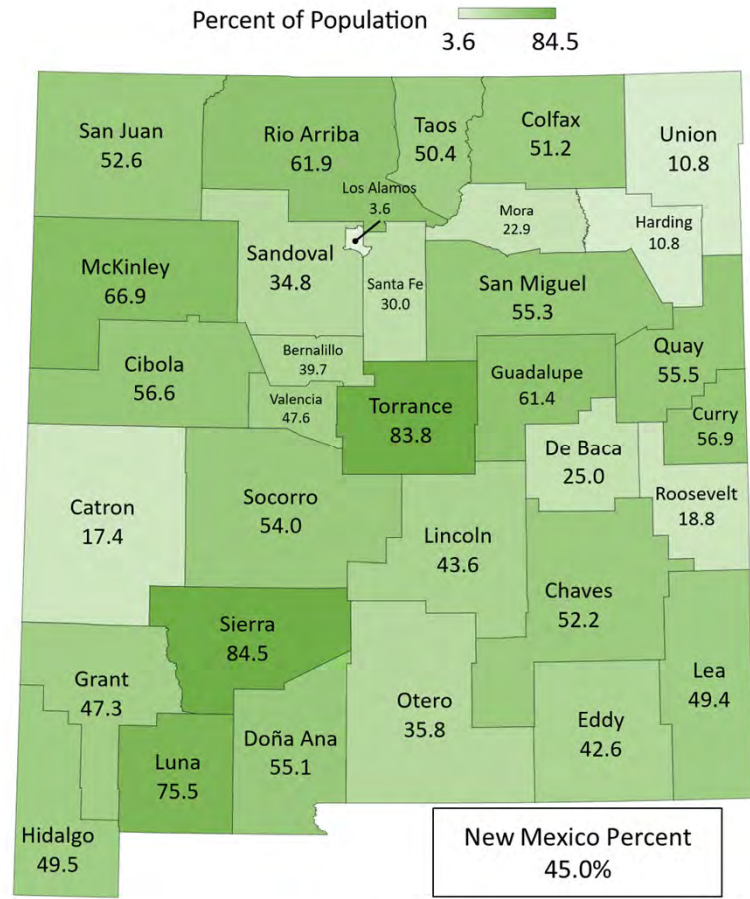 Percent of Population
3.6 84.5
San Juan
52.6
Rio Arriba
61.9
Taos
50.4
Colfax
51.2
Union
10.8
Los Alamos
3.6
Mora
22.9
Harding
10.8
McKinley
66.9
Sandoval
34.8
Santa Fe
30.0
San Miguel
55.3
Cibola
56.6
Bernalillo
39.7
Valencia
47.6
Torrance
83.8
Guadalupe
61.4
Quay
55.5
Curry
56.9
De Baca
25.0
Roosevelt
18.8
Catron
17.4
Socorro
54.0
Lincoln
43.6
Chaves
52.2
Sierra
84.5
Grant
47.3
Luna
75.5
Doña Ana
55.1
Otero
35.8
Eddy
42.6
Lea
49.4
Hidalgo
49.5
New Mexico Percent
45.0%